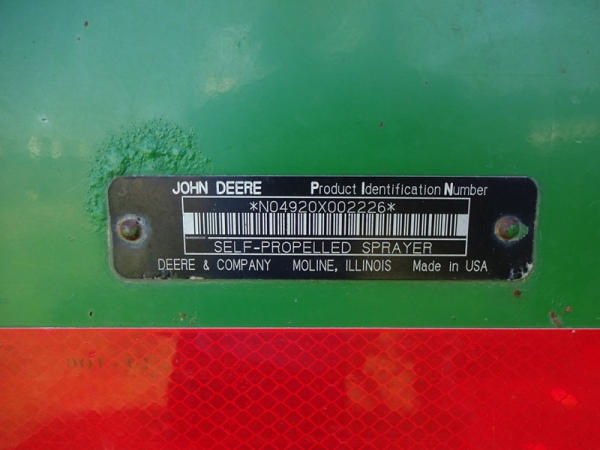 JOHN DEERE Product Identification Number
*N04920X002226*
SELF-PROPELLED SPRAYER
DEERE & COMPANY MOLINE, ILLINOIS Made in USA